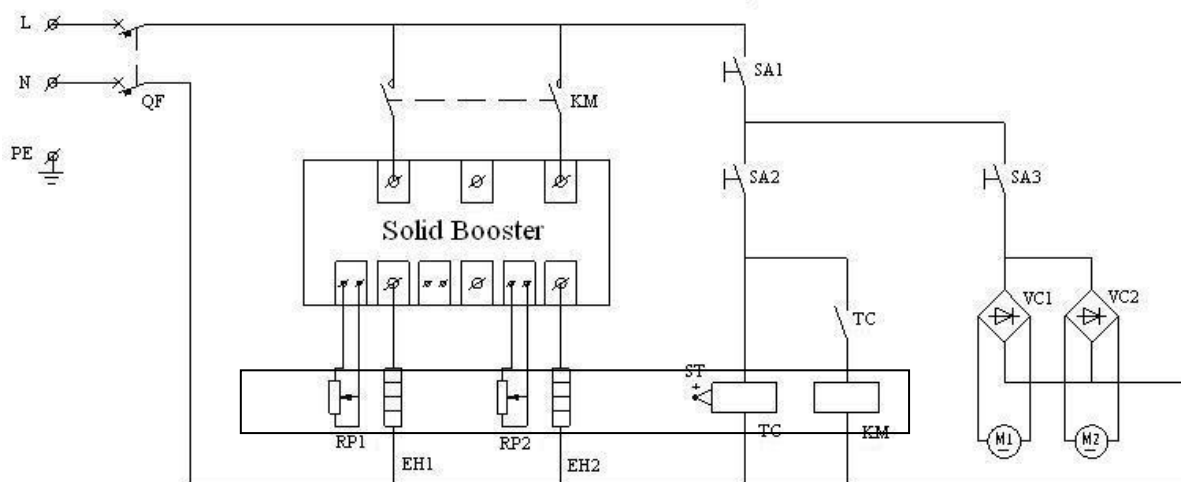 L
N
QF
PE
KM
SA1
SA2
SA3
Solid Booster
TC
VC1
VC2
ST
RP1
RP2
TC
KM
M1
M2
EH1
EH2